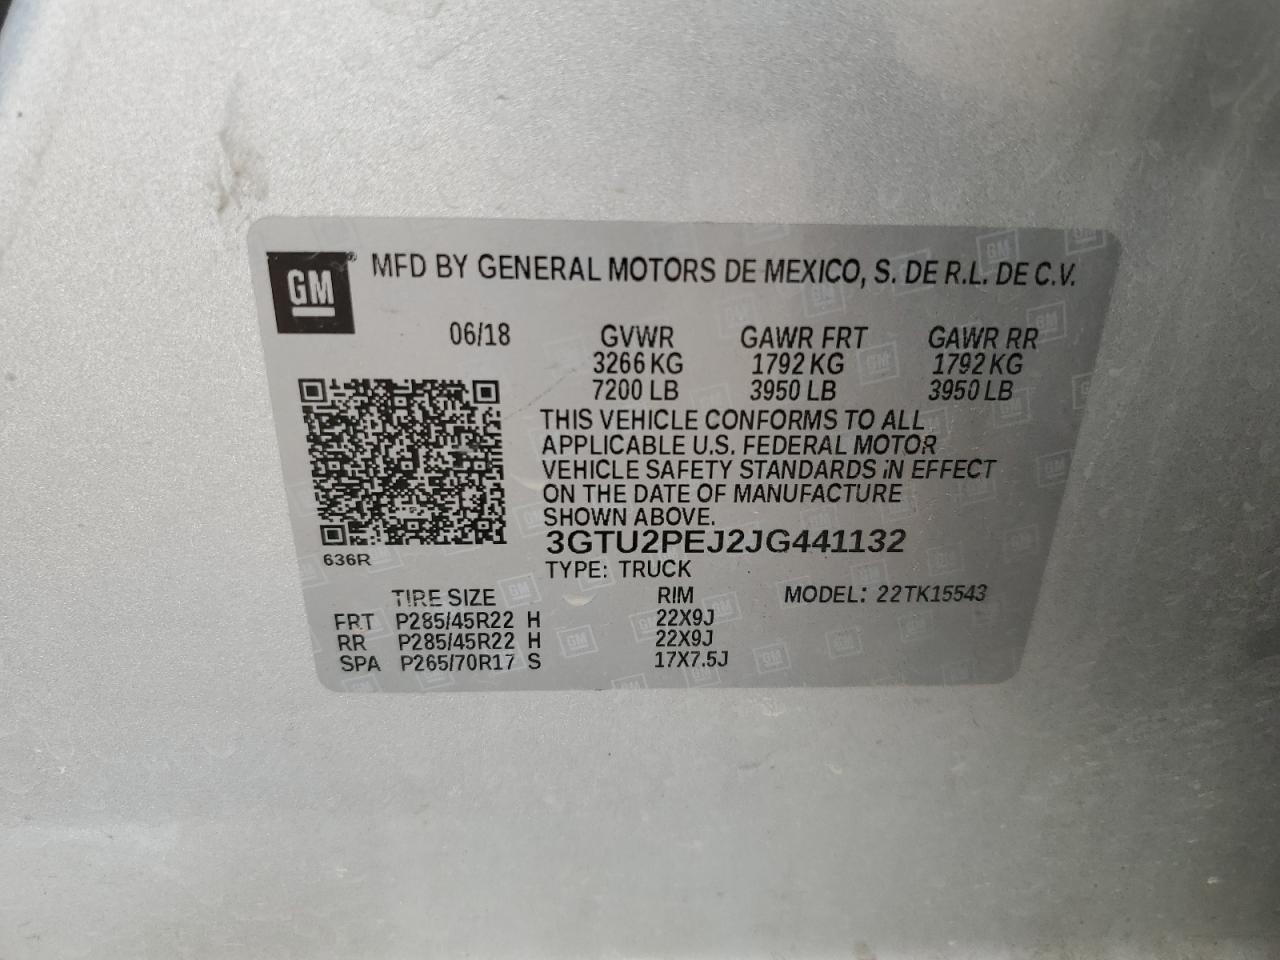 GM® MFD BY GENERAL MOTORS DE MEXICO, S. DE R.L. DE C.V.
06/18 GVWR GAWR FRT GAWR RR
3266 KG 1792 KG 1792 KG
7200 LB 3950 LB 3950 LB
THIS VEHICLE CONFORMS TO ALL
APPLICABLE U.S. FEDERAL MOTOR
VEHICLE SAFETY STANDARDS IN EFFECT
ON THE DATE OF MANUFACTURE
SHOWN ABOVE.
3GTU2PEJ2JG441132
636R
TYPE: TRUCK
TIRE SIZE RIM MODEL: 22TK15543
FRT P285/45R22 H 22X9J
RR P285/45R22 H 22X9J
SPA P265/70R17 S 17X7.5J